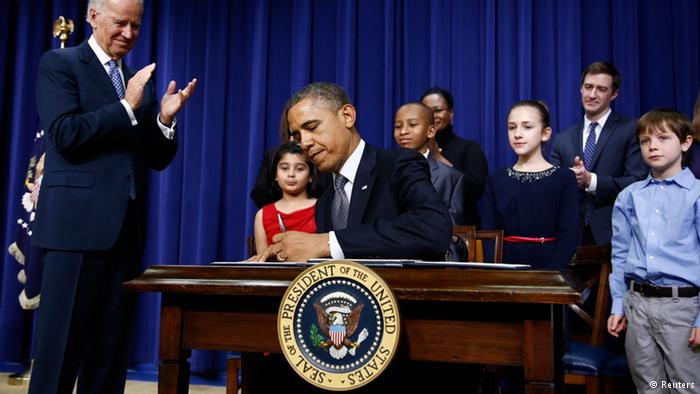 SEAL OF THE PRESIDENT OF THE UNITED STATES
(c) Reuters